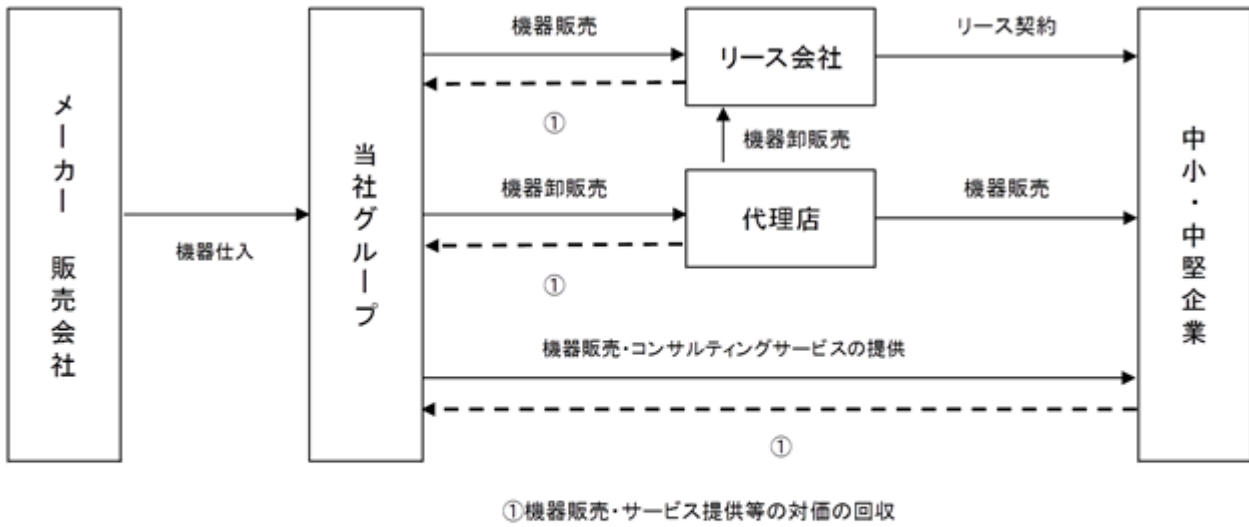 メーカー　販売会社
機器仕入
当社グループ
機器販売
①
リース会社
リース契約
機器卸販売
機器卸販売
①
代理店
機器販売
機器販売・コンサルティングサービスの提供
①
中小・中堅企業
①機器販売・サービス提供等の対価の回収